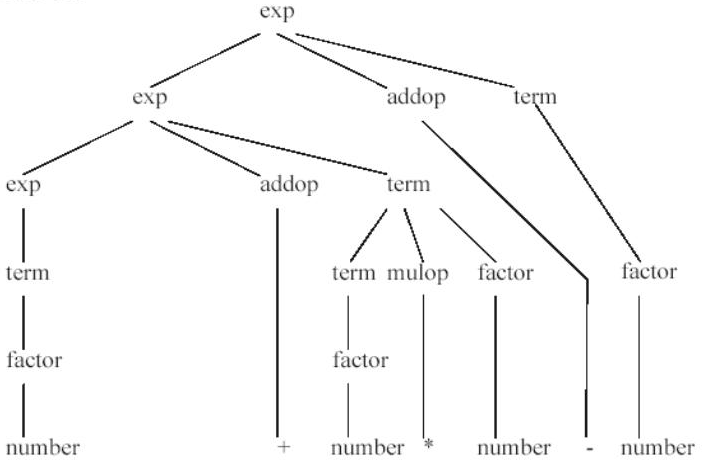 exp
exp addop term
exp addop term
term term mulop factor factor
factor factor
number + number * number - number